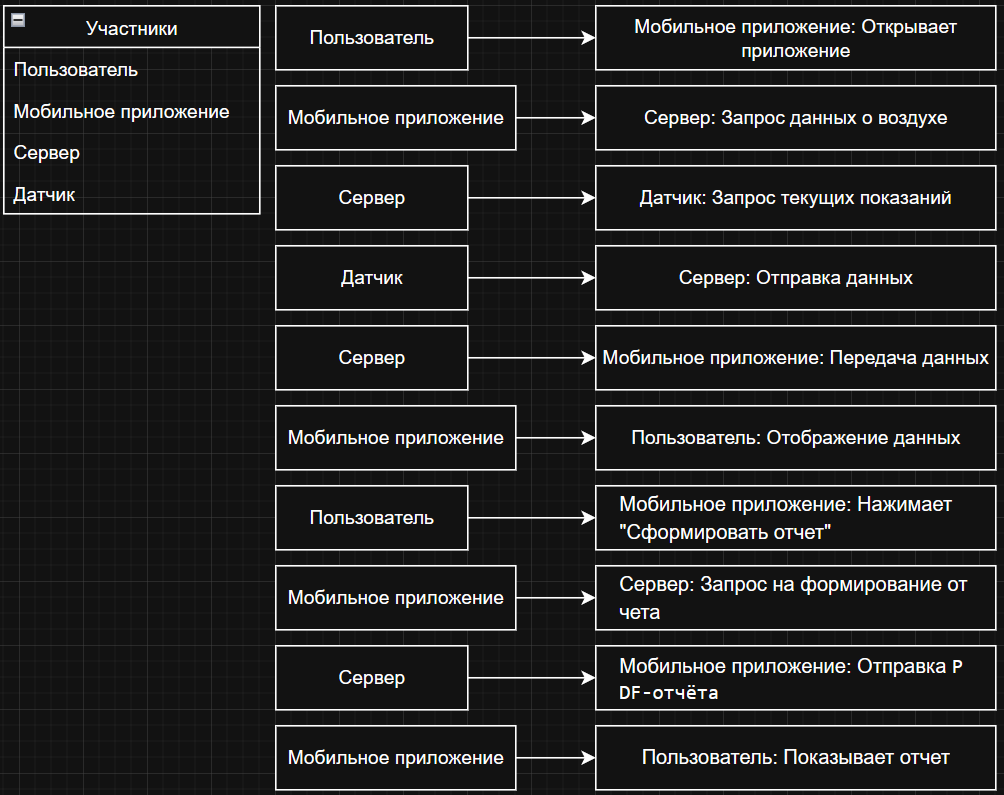 Участники
Пользователь
Мобильное приложение
Сервер
Датчик
Пользователь
Мобильное приложение: Открывает
приложение
Мобильное приложение
Сервер: Запрос данных о воздухе
Сервер
Датчик: Запрос текущих показаний
Датчик
Сервер: Отправка данных
Сервер
Мобильное приложение: Передача данных
Мобильное приложение
Пользователь: Отображение данных
Пользователь
Мобильное приложение: Нажимает
"Сформировать отчет"
Мобильное приложение
Сервер: Запрос на формирование от
чета
Сервер
Мобильное приложение: Отправка P
DF-отчёта
Мобильное приложение
Пользователь: Показывает отчет